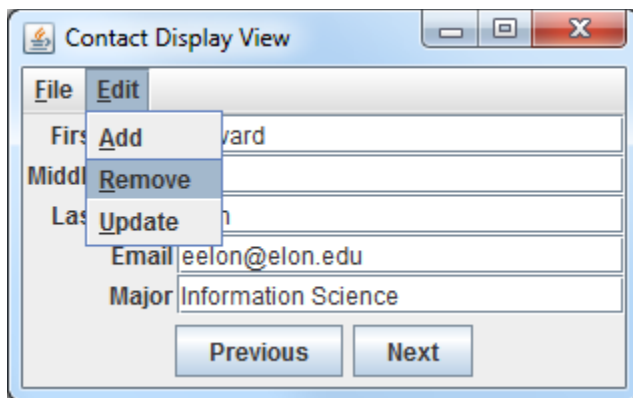 Contact Display View
File Edit
Add
Remove
Update
Email eelon@elon.edu
Major Information Science
Previous Next